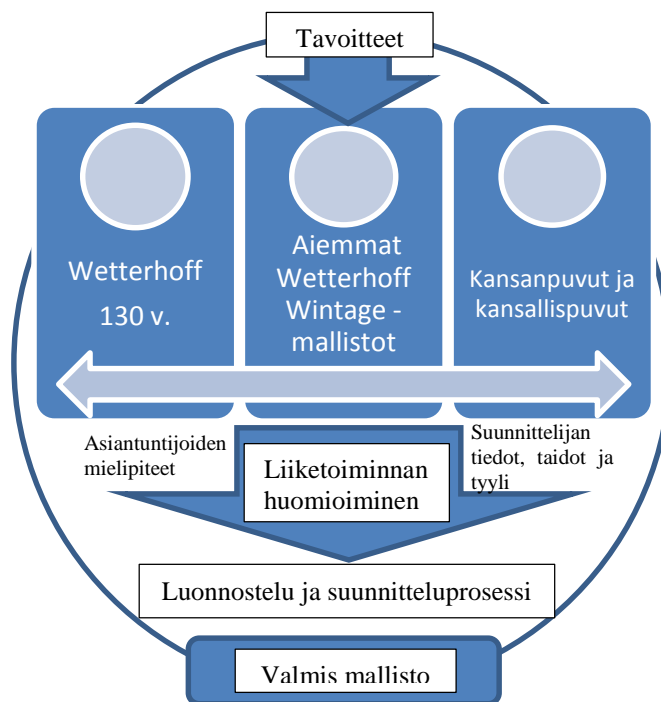 Tavoitteet
Wetterhoff
130 v.
Aiemmat
Wetterhoff
Wintage -
mallistot
Kansanpuvut ja
kansallispuvut
Asiantuntijoiden
mielipiteet
Liiketoiminnan
huomioiminen
Suunnittelijan
tiedot, taidot ja
tyyli
Luonnostelu ja suunnitteluprosessi
Valmis mallisto